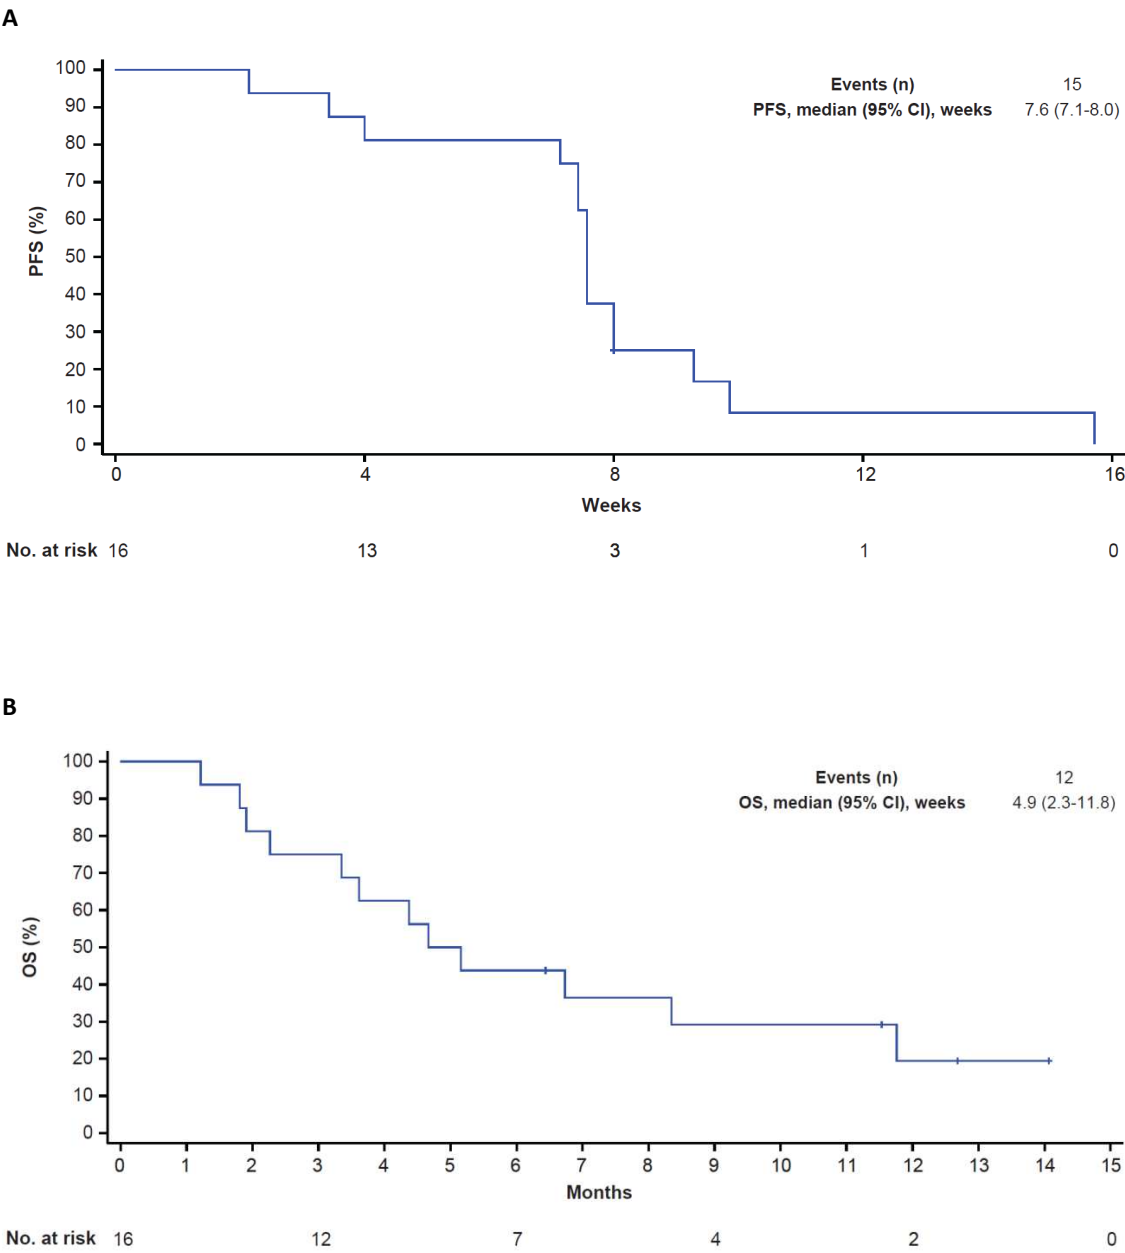 A
Events (n) 15
PFS, median (95% CI), weeks 7.6 (7.1-8.0)
PFS (%)
100
90
80
70
60
50
40
30
20
10
0
0 4 8 12 16
Weeks
No. at risk 16 13 3 1 0
B
Events (n) 12
OS, median (95% CI), weeks 4.9 (2.3-11.8)
OS (%)
100
90
80
70
60
50
40
30
20
10
0
0 1 2 3 4 5 6 7 8 9 10 11 12 13 14 15
Months
No. at risk 16 12 7 4 2 0